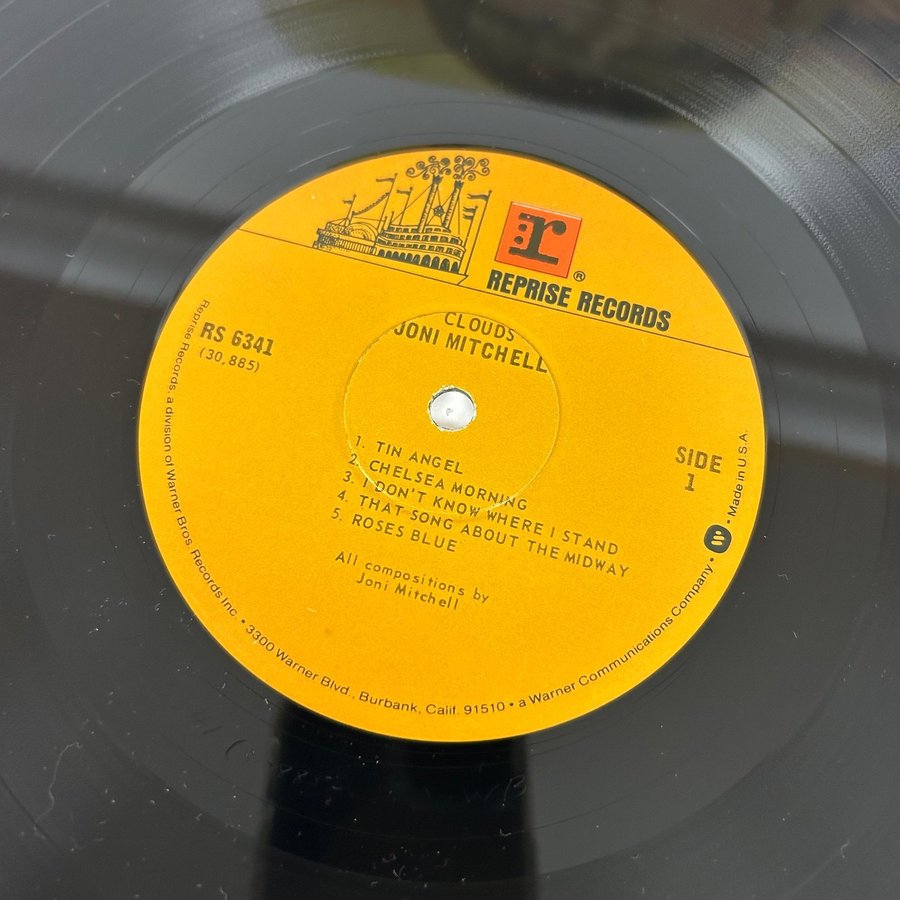 r
®
REPRISE RECORDS
RS 6341
(30,885)
CLOUDS
JONI MITCHELL
SIDE
1
1. TIN ANGEL
2. CHELSEA MORNING
3. I DON'T KNOW WHERE I STAND
4. THAT SONG ABOUT THE MIDWAY
5. ROSES BLUE
All compositions by
Joni Mitchell
Reprise Records, a division of Warner Bros. Records Inc. • 3300 Warner Blvd., Burbank, Calif. 91510 • a Warner Communications Company • Made in U.S.A.